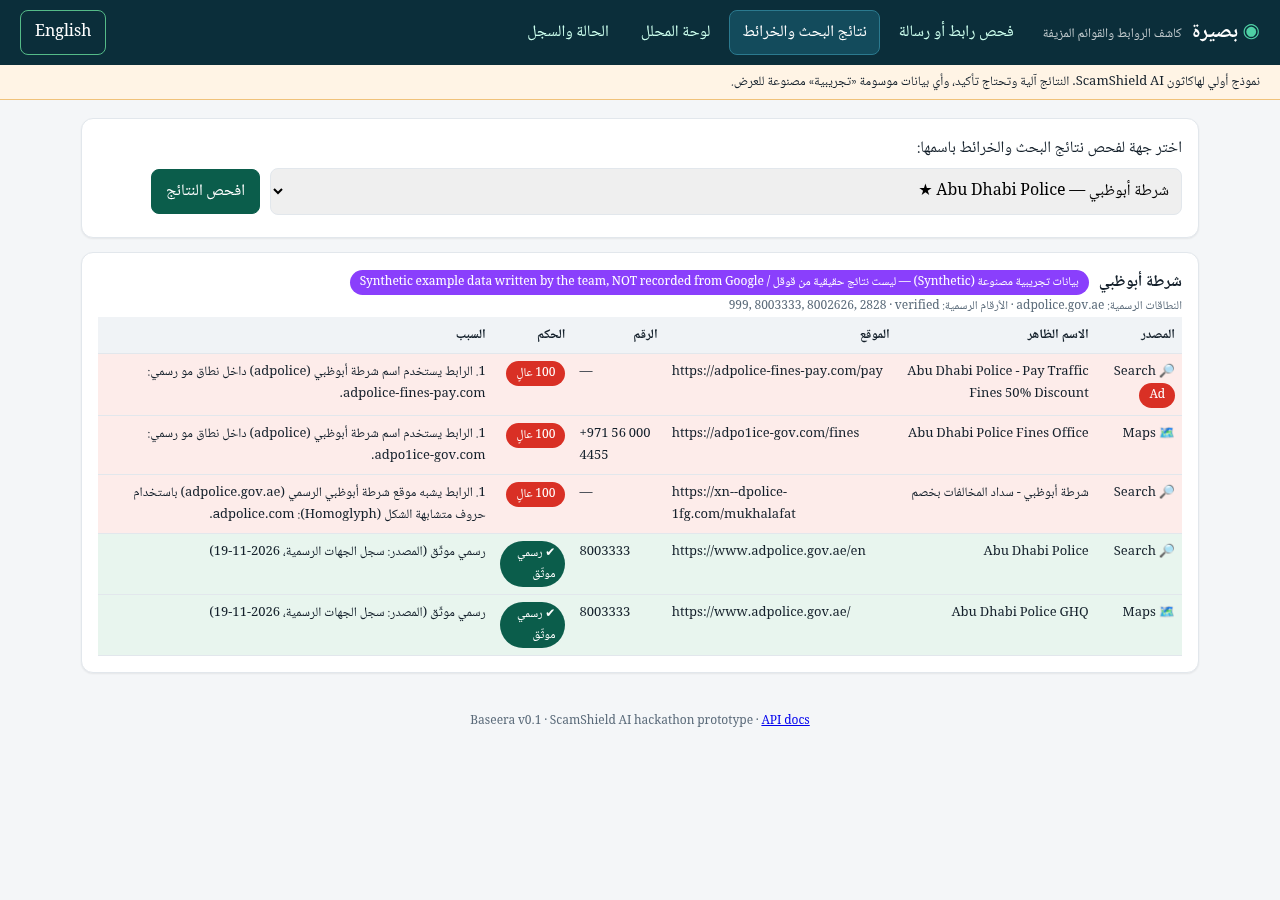 بصيرة كاشف الروابط والقوائم المزيفة
فحص رابط أو رسالة
نتائج البحث والخرائط
لوحة المحلل
الحالة والسجل
English
نموذج أولي لهاكاثون ScamShield AI. النتائج آلية وتحتاج تأكيد، وأي بيانات موسومة «تجريبية» مصنوعة للعرض.
اختر جهة لفحص نتائج البحث والخرائط باسمها:
شرطة أبوظبي — Abu Dhabi Police ★
افحص النتائج
شرطة أبوظبي
بيانات تجريبية مصنوعة (Synthetic) — ليست نتائج حقيقية من قوقل / Synthetic example data written by the team, NOT recorded from Google
النطاقات الرسمية: adpolice.gov.ae · الأرقام الرسمية: 999, 8003333, 8002626, 2828 · verified
المصدر الاسم الظاهر الموقع الرقم الحكم السبب
🔎 Search
Ad
Abu Dhabi Police - Pay Traffic
Fines 50% Discount
https://adpolice-fines-pay.com/pay
—
100 عالٍ
1. الرابط يستخدم اسم شرطة أبوظبي (adpolice) داخل نطاق مو رسمي:
adpolice-fines-pay.com.
🗺️ Maps
Abu Dhabi Police Fines Office
https://adpo1ice-gov.com/fines
+971 56 000
4455
100 عالٍ
1. الرابط يستخدم اسم شرطة أبوظبي (adpolice) داخل نطاق مو رسمي:
adpo1ice-gov.com.
🔎 Search
شرطة أبوظبي - سداد المخالفات بخصم
https://xn--dpolice-
1fg.com/mukhalafat
—
100 عالٍ
1. الرابط يشبه موقع شرطة أبوظبي الرسمي (adpolice.gov.ae) باستخدام
حروف متشابهة الشكل (Homoglyph): adpolice.com.
🔎 Search
Abu Dhabi Police
https://www.adpolice.gov.ae/en
8003333
✔ رسمي
موثّق
رسمي موثّق (المصدر: سجل الجهات الرسمية، 2026-11-19)
🗺️ Maps
Abu Dhabi Police GHQ
https://www.adpolice.gov.ae/
8003333
✔ رسمي
موثّق
رسمي موثّق (المصدر: سجل الجهات الرسمية، 2026-11-19)
Baseera v0.1 · ScamShield AI hackathon prototype · API docs